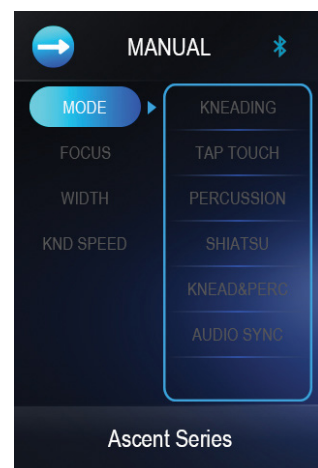 MANUAL
MODE
KNEADING
FOCUS
TAP TOUCH
WIDTH
PERCUSSION
KND SPEED
SHIATSU
KNEAD&PERC
AUDIO SYNC
Ascent Series